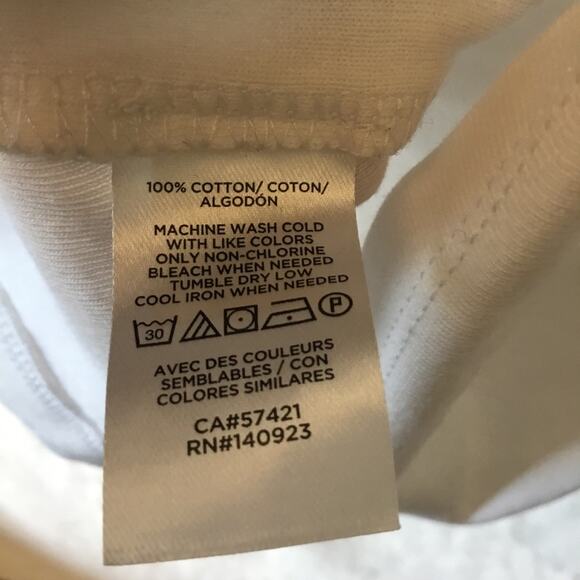 100% COTTON/ COTON/
ALGODÓN
MACHINE WASH COLD
WITH LIKE COLORS
ONLY NON-CHLORINE
BLEACH WHEN NEEDED
TUMBLE DRY LOW
COOL IRON WHEN NEEDED
30 P
AVEC DES COULEURS
SEMBLABLES / CON
COLORES SIMILARES
CA#57421
RN#140923